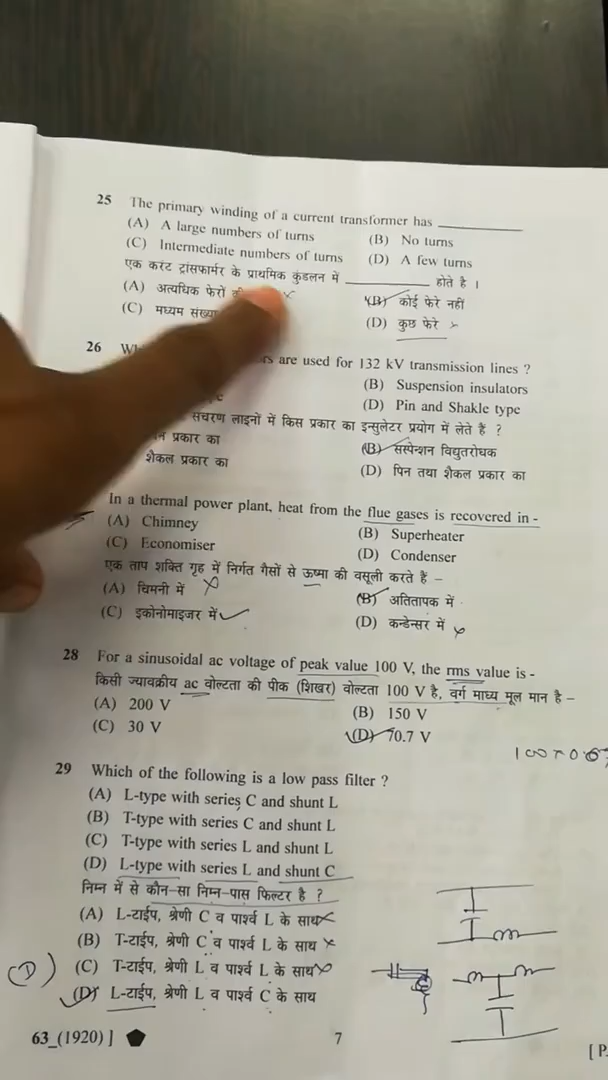 25 The primary winding of a current transformer has ________
(A) A large numbers of turns (B) No turns
(C) Intermediate numbers of turns (D) A few turns
एक करंट ट्रांसफार्मर के प्राथमिक कुंडलन में ________ होते है ।
(A) अत्यधिक फेरों (B) कोई फेरे नहीं
(C) मध्यम (D) कुछ फेरे
26 are used for 132 kV transmission lines ?
(B) Suspension insulators
(D) Pin and Shakle type
संचरण लाइनों में किस प्रकार का इन्सुलेटर प्रयोग में लेते हैं ?
प्रकार का (B) सस्पेन्शन विद्युतरोधक
शैकल प्रकार का (D) पिन तथा शैकल प्रकार का
In a thermal power plant, heat from the flue gases is recovered in -
(A) Chimney (B) Superheater
(C) Economiser (D) Condenser
एक ताप शक्ति गृह में निर्गत गैसों से ऊष्मा की वसूली करते हैं –
(A) चिमनी में (B) अतितापक में
(C) इकोनोमाइजर में (D) कन्डेन्सर में
28 For a sinusoidal ac voltage of peak value 100 V, the rms value is -
किसी ज्यावक्रीय ac वोल्टता की पीक (शिखर) वोल्टता 100 V है, वर्ग माध्य मूल मान है –
(A) 200 V (B) 150 V
(C) 30 V (D) 70.7 V
29 Which of the following is a low pass filter ?
(A) L-type with series C and shunt L
(B) T-type with series C and shunt L
(C) T-type with series L and shunt L
(D) L-type with series L and shunt C
निम्न में से कौन-सा निम्न-पास फिल्टर है ?
(A) L-टाईप, श्रेणी C व पार्श्व L के साथ
(B) T-टाईप, श्रेणी C व पार्श्व L के साथ
(D) (C) T-टाईप, श्रेणी L व पार्श्व L के साथ
(D) L-टाईप, श्रेणी L व पार्श्व C के साथ
63_(1920) ] 7 [ P.